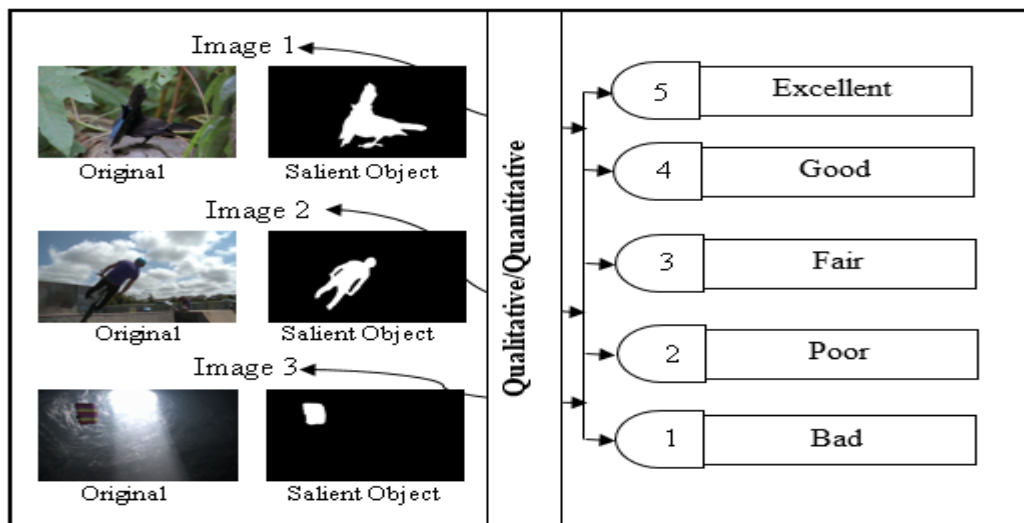 Image 1
Original
Salient Object
Image 2
Original
Salient Object
Image 3
Original
Salient Object
Qualitative/Quantitative
5 Excellent
4 Good
3 Fair
2 Poor
1 Bad